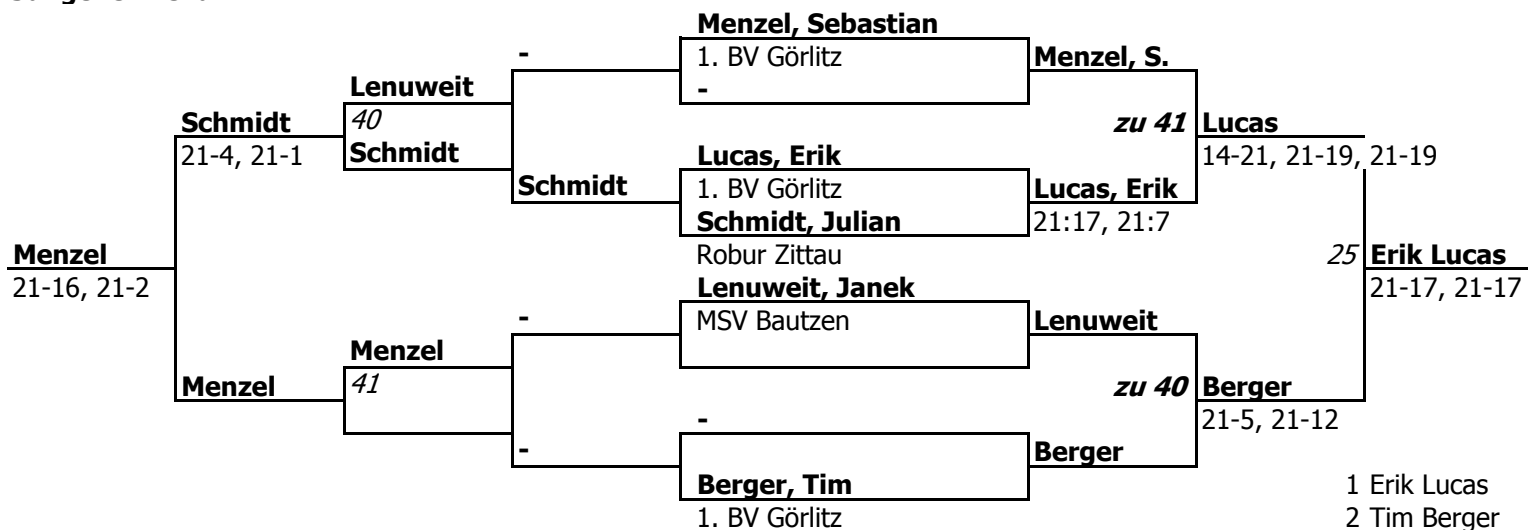 Menzel, Sebastian
- 1. BV Görlitz Menzel, S.
Lenuweit -
Schmidt 40 zu 41 Lucas
21-4, 21-1 Schmidt Lucas, Erik 14-21, 21-19, 21-19
Schmidt 1. BV Görlitz Lucas, Erik
Schmidt, Julian 21:17, 21:7
Menzel Robur Zittau 25 Erik Lucas
21-16, 21-2 Lenuweit, Janek 21-17, 21-17
- MSV Bautzen Lenuweit
Menzel
Menzel 41 zu 40 Berger
- 21-5, 21-12
- Berger
Berger, Tim 1 Erik Lucas
1. BV Görlitz 2 Tim Berger